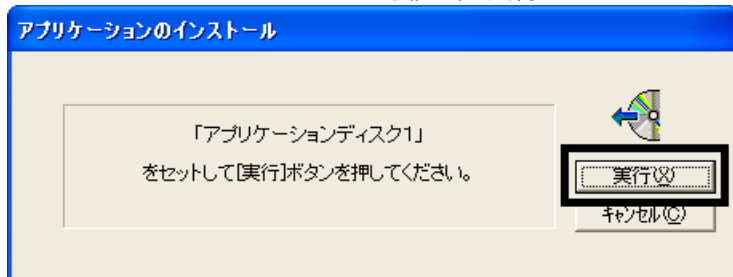 アプリケーションのインストール
「アプリケーションディスク1」
をセットして[実行]ボタンを押してください。
実行(X)
キャンセル(C)